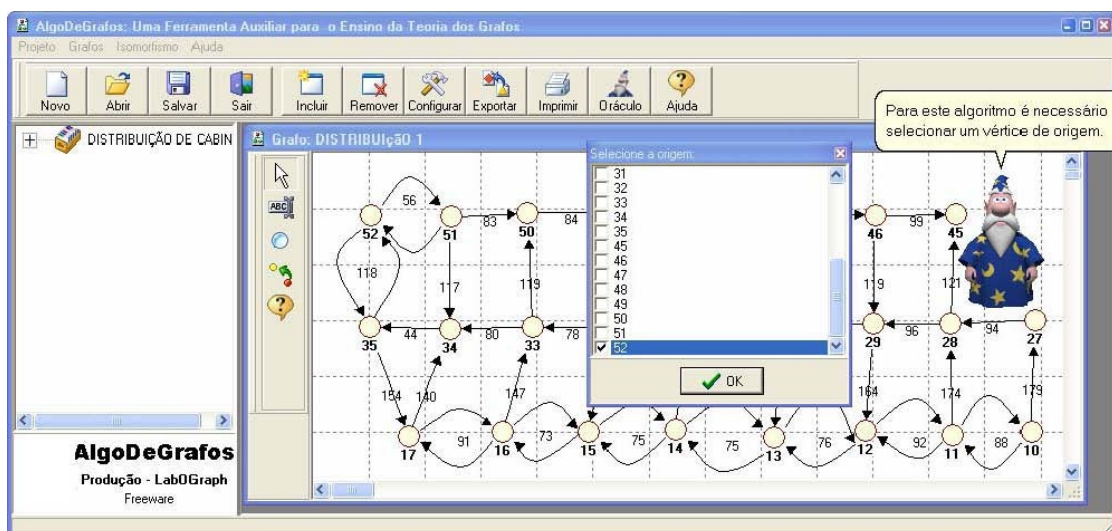 AlgoDeGrafos: Uma Ferramenta Auxiliar para o Ensino da Teoria dos Grafos
Projeto Grafos Isomorfismo Ajuda
Novo Abrir Salvar Sair Incluir Remover Configurar Exportar Imprimir Oráculo Ajuda
Para este algoritmo é necessário
selecionar um vértice de origem.
DISTRIBUIÇÃO DE CABIN
Grafo: DISTRIBUIção 1
ABC
Selecione a origem:
31
32
33
34
35
45
46
47
48
49
50
51
52
OK
56 83 84 99
52 51 50 46 45
118 117 119 119 121
44 80 78 96 94
35 34 33 29 28 27
154 140 147 164 174 179
91 73 75 75 76 92 88
17 16 15 14 13 12 11 10
AlgoDeGrafos
Produção - LabOGraph
Freeware